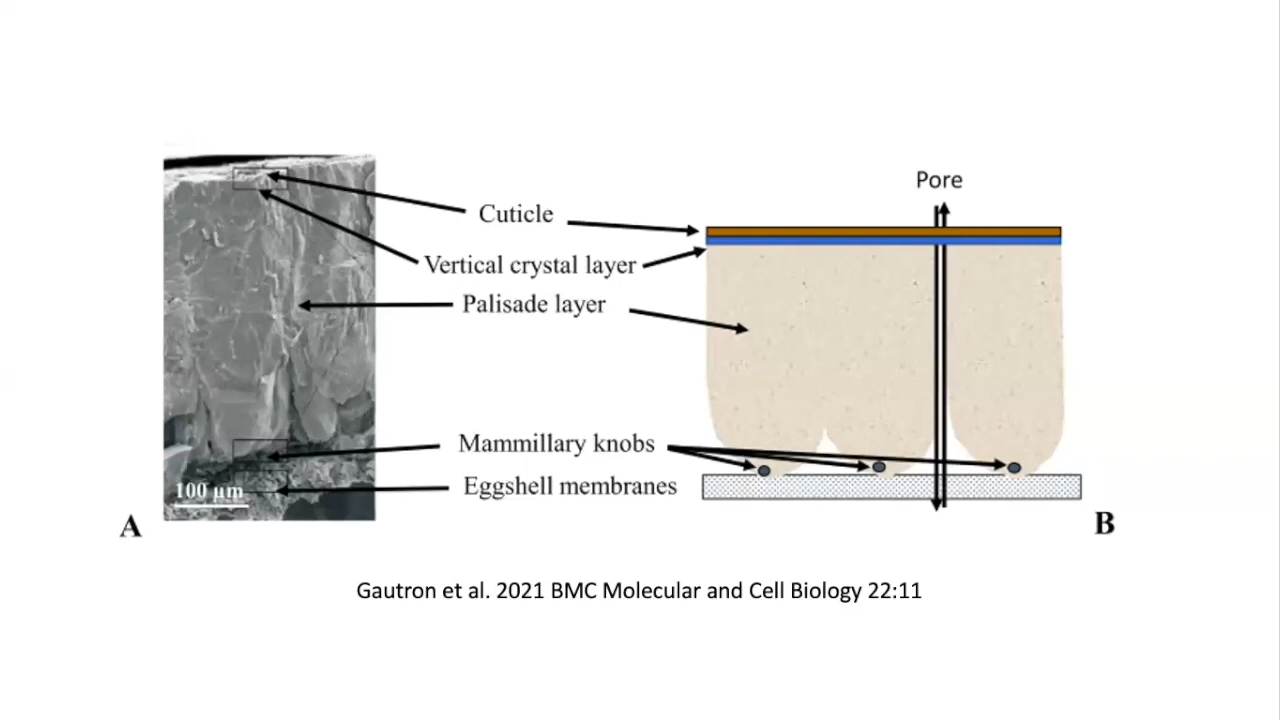 Pore
Cuticle
Vertical crystal layer
Palisade layer
Mammillary knobs
Eggshell membranes
100 µm
A
B
Gautron et al. 2021 BMC Molecular and Cell Biology 22:11